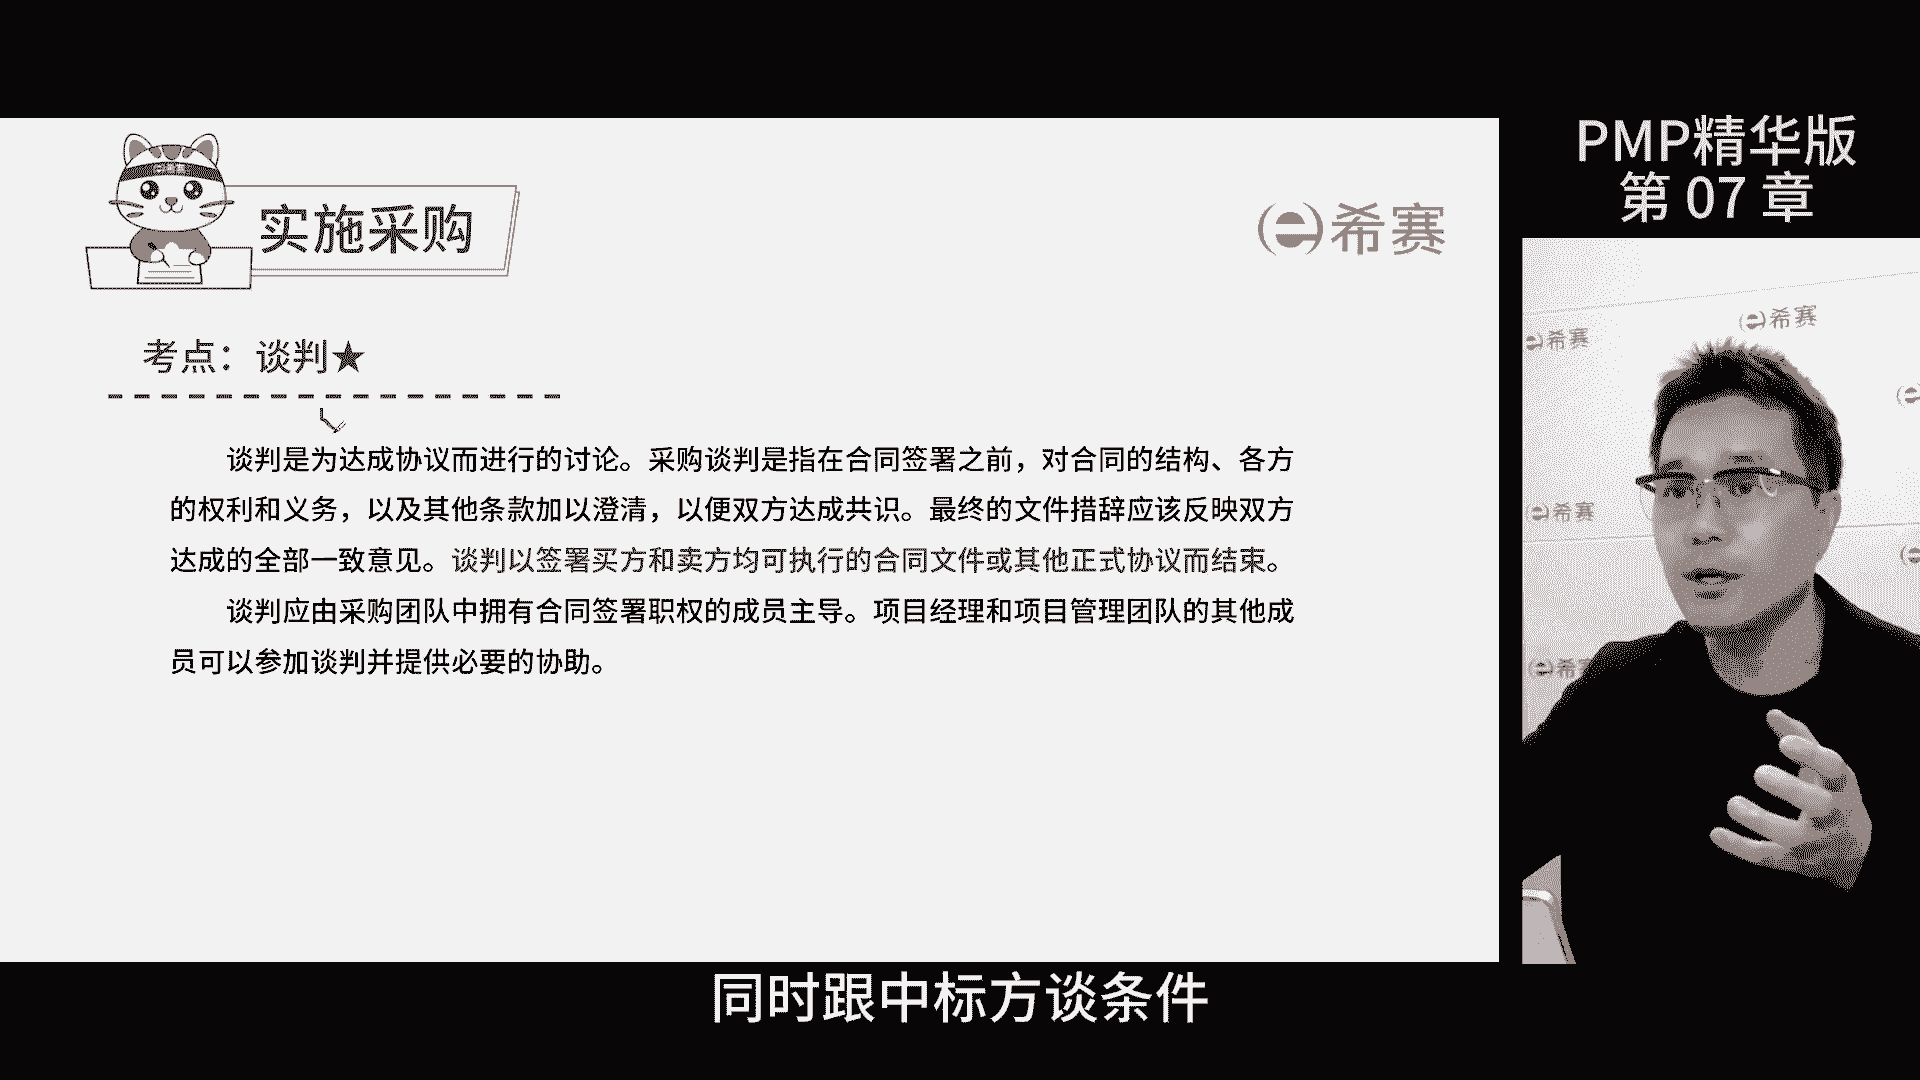 PMP精华版
第 07 章
实施采购
希赛
考点：谈判★
谈判是为达成协议而进行的讨论。采购谈判是指在合同签署之前，对合同的结构、各方
的权利和义务，以及其他条款加以澄清，以便双方达成共识。最终的文件措辞应该反映双方
达成的全部一致意见。谈判以签署买方和卖方均可执行的合同文件或其他正式协议而结束。
谈判应由采购团队中拥有合同签署职权的成员主导。项目经理和项目管理团队的其他成
员可以参加谈判并提供必要的协助。
希赛
希赛
希赛
希赛
同时跟中标方谈条件